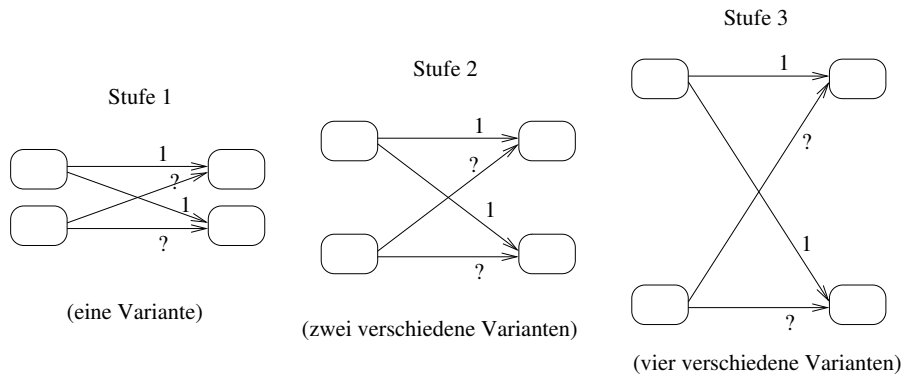 Stufe 1
1
?
1
?
(eine Variante)
Stufe 2
1
?
1
?
(zwei verschiedene Varianten)
Stufe 3
1
?
1
?
(vier verschiedene Varianten)